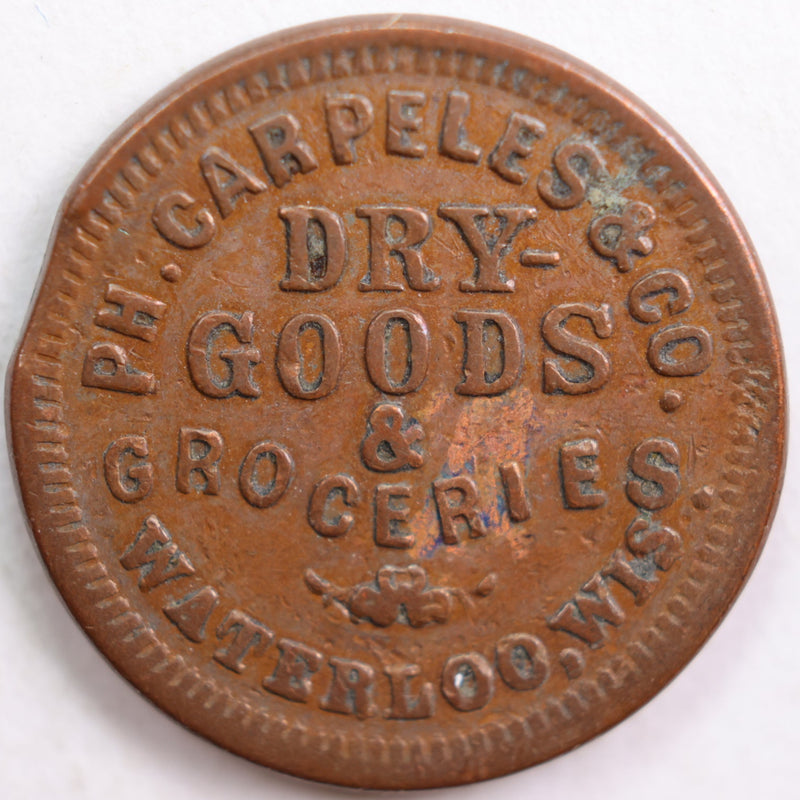 PH. CARPELES & CO.
DRY-
GOODS
&
GROCERIES
WATERLOO, WIS.